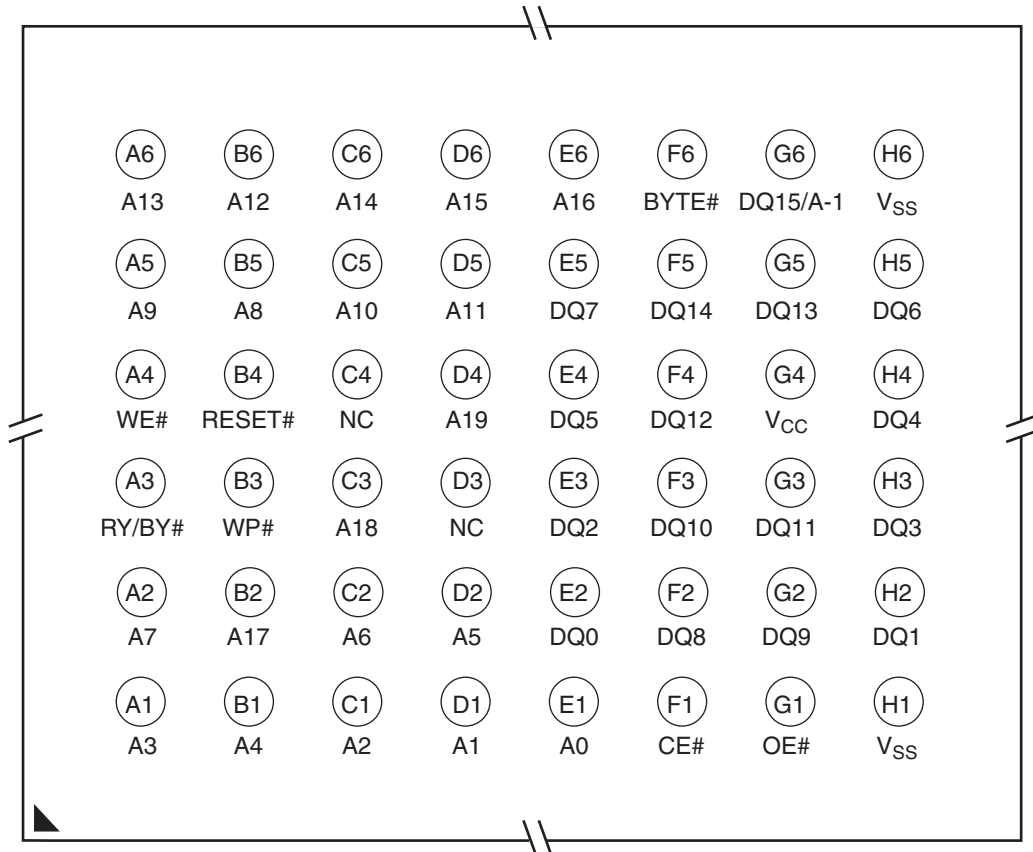 A6 B6 C6 D6 E6 F6 G6 H6
A13 A12 A14 A15 A16 BYTE# DQ15/A-1 VSS
A5 B5 C5 D5 E5 F5 G5 H5
A9 A8 A10 A11 DQ7 DQ14 DQ13 DQ6
A4 B4 C4 D4 E4 F4 G4 H4
WE# RESET# NC A19 DQ5 DQ12 VCC DQ4
A3 B3 C3 D3 E3 F3 G3 H3
RY/BY# WP# A18 NC DQ2 DQ10 DQ11 DQ3
A2 B2 C2 D2 E2 F2 G2 H2
A7 A17 A6 A5 DQ0 DQ8 DQ9 DQ1
A1 B1 C1 D1 E1 F1 G1 H1
A3 A4 A2 A1 A0 CE# OE# VSS